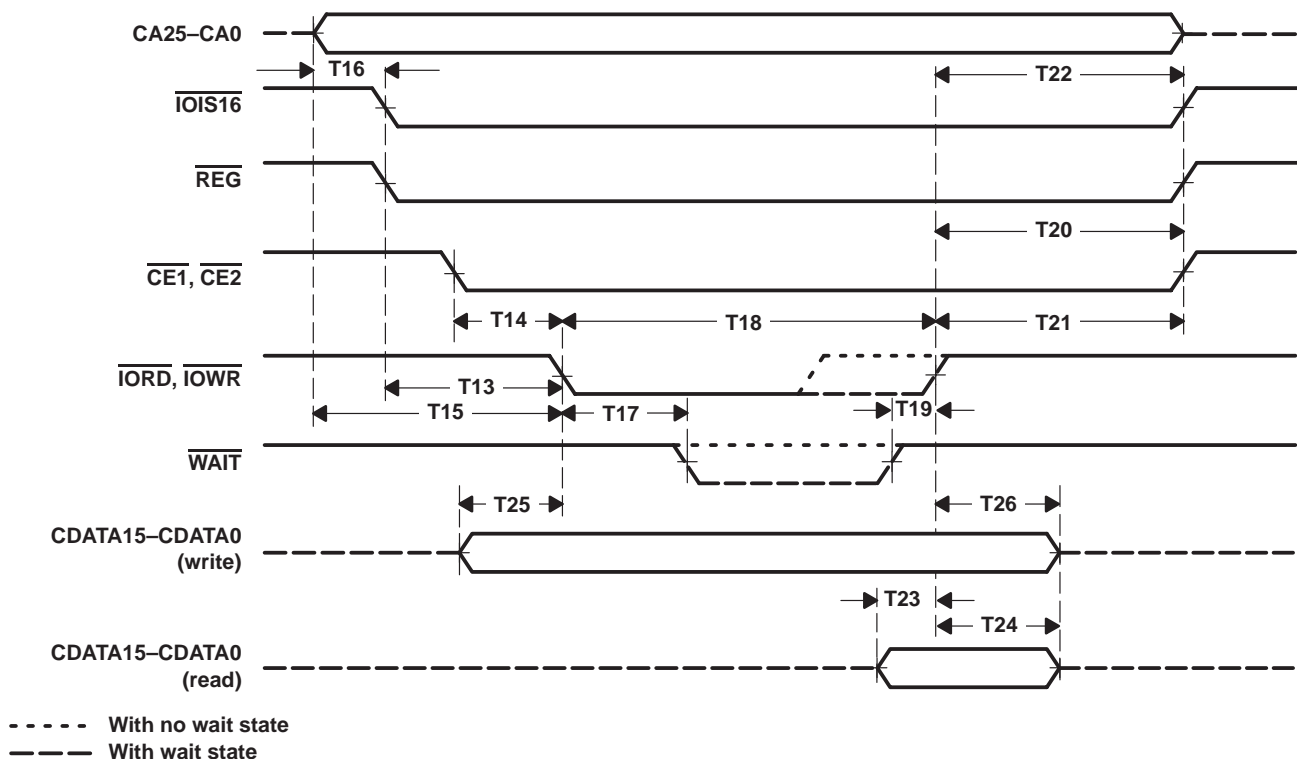 CA25–CA0
T16
T22
IOIS16
REG
T20
CE1, CE2
T14
T18
T21
IORD, IOWR
T13
T19
T15
T17
WAIT
T25
T26
CDATA15–CDATA0
(write)
T23
T24
CDATA15–CDATA0
(read)
With no wait state
With wait state